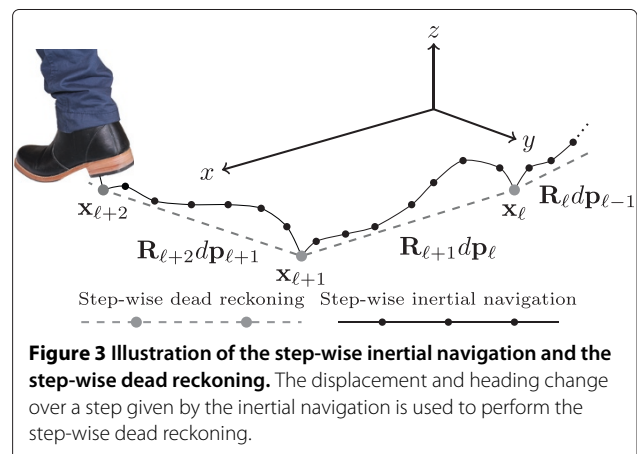 z
y
x
x_ℓ
R_ℓ dp_{ℓ−1}
x_{ℓ+2}
R_{ℓ+2} dp_{ℓ+1}
R_{ℓ+1} dp_ℓ
x_{ℓ+1}
Step-wise dead reckoning Step-wise inertial navigation
Figure 3 Illustration of the step-wise inertial navigation and the
step-wise dead reckoning. The displacement and heading change
over a step given by the inertial navigation is used to perform the
step-wise dead reckoning.